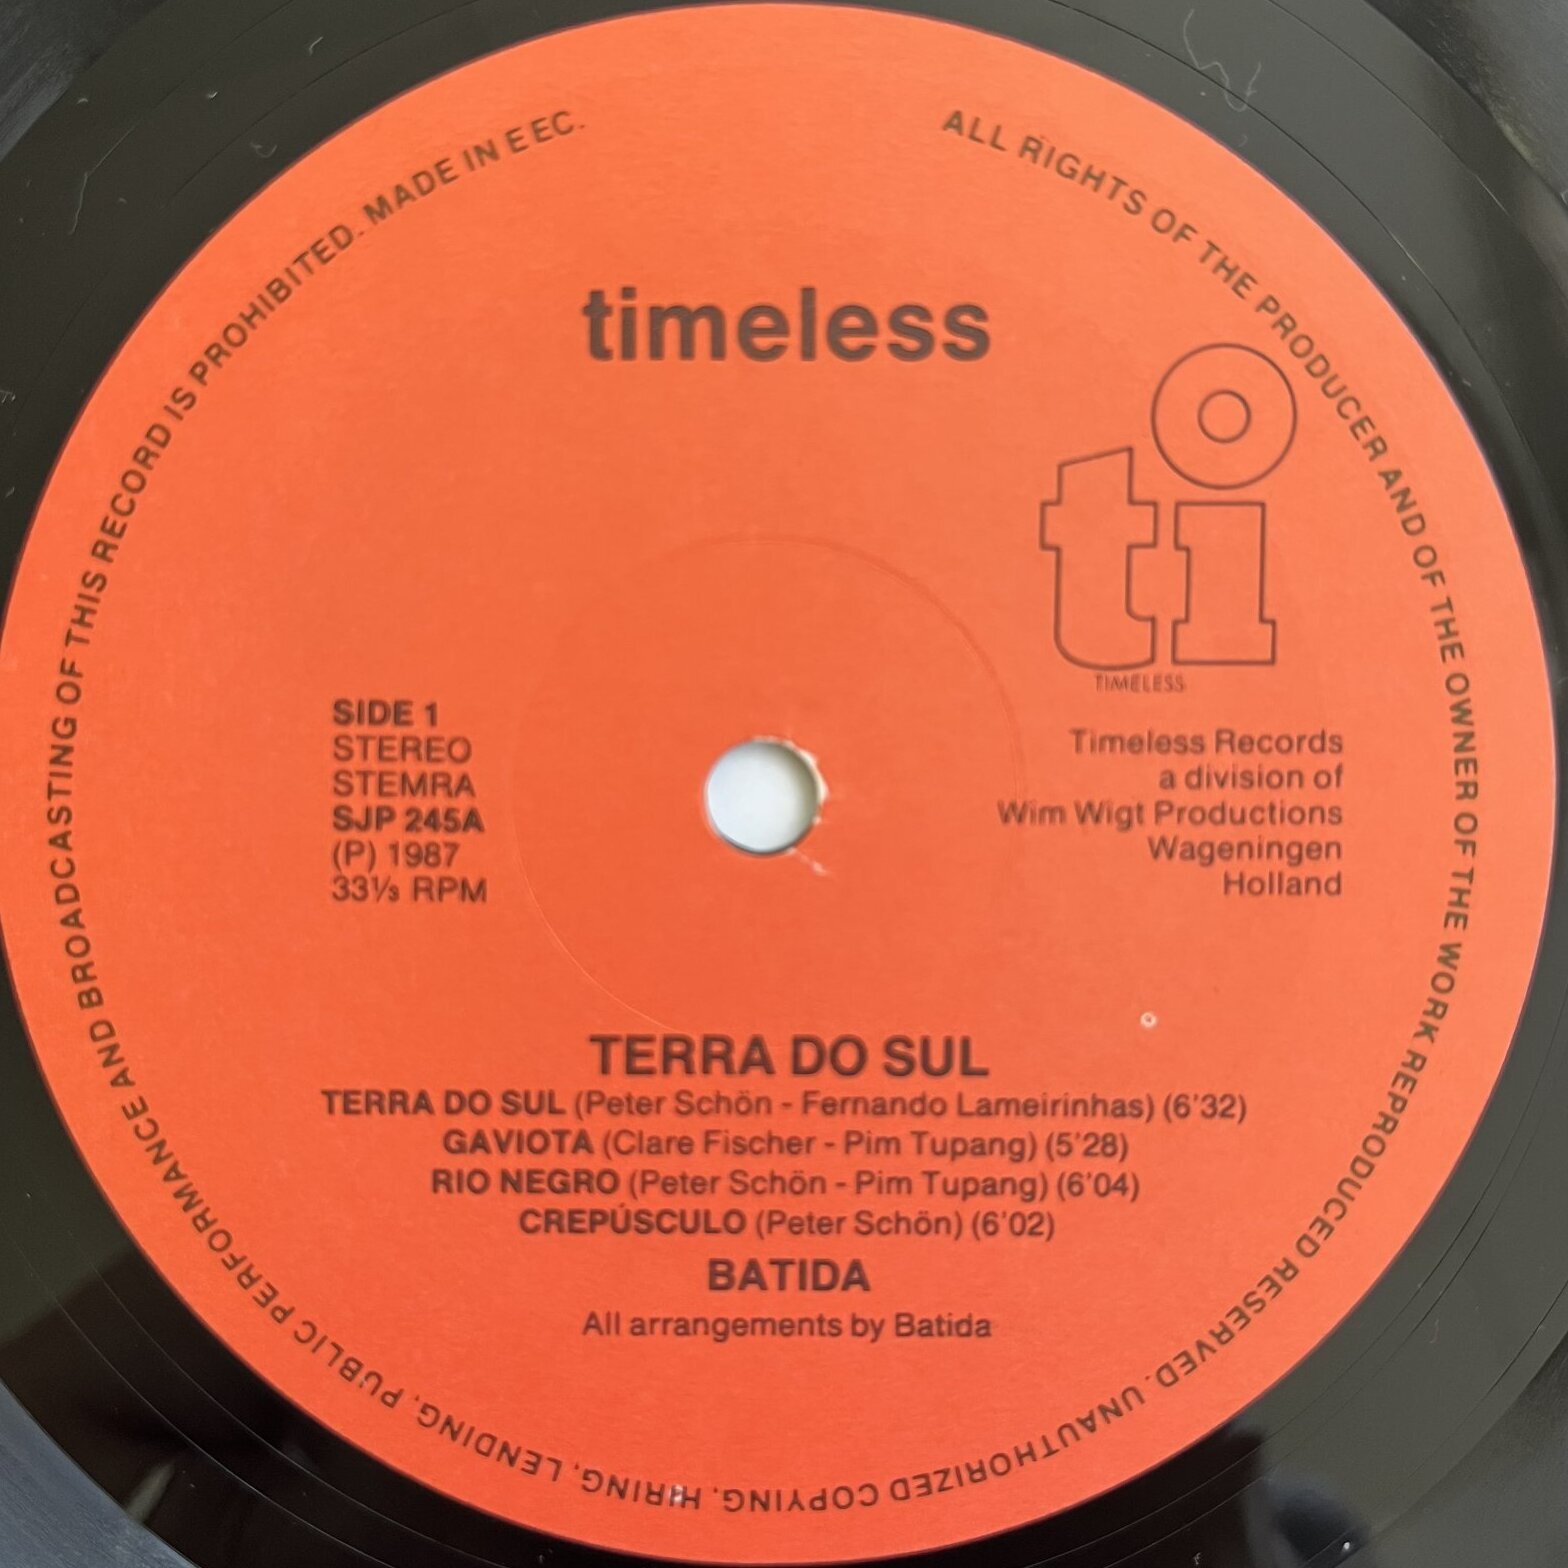 ALL RIGHTS OF THE PRODUCER AND OF THE OWNER OF THE WORK REPRODUCED RESERVED. UNAUTHORIZED COPYING, HIRING, LENDING, PUBLIC PERFORMANCE AND BROADCASTING OF THIS RECORD IS PROHIBITED. MADE IN EEC.
timeless
ti
TIMELESS
SIDE 1
STEREO
STEMRA
SJP 245A
(P) 1987
33⅓ RPM
Timeless Records
a division of
Wim Wigt Productions
Wageningen
Holland
TERRA DO SUL
TERRA DO SUL (Peter Schön - Fernando Lameirinhas) (6'32)
GAVIOTA (Clare Fischer - Pim Tupang) (5'28)
RIO NEGRO (Peter Schön - Pim Tupang) (6'04)
CREPÚSCULO (Peter Schön) (6'02)
BATIDA
All arrangements by Batida